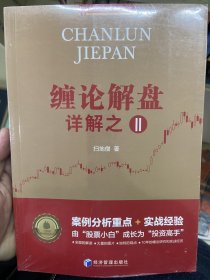 CHANLUN
JIEPAN
缠论解盘
详解之 II
扫地僧 著
案例分析重点 + 实战经验
由“股票小白”成长为“投资高手”
经济管理出版社